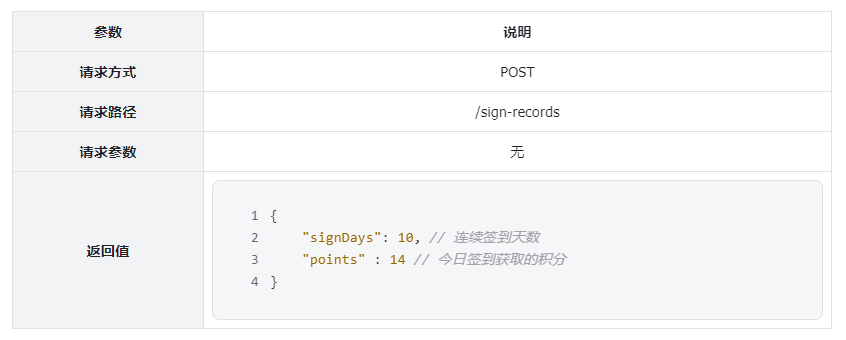 参数 说明
请求方式 POST
请求路径 /sign-records
请求参数 无
返回值
1 {
2     "signDays": 10, // 连续签到天数
3     "points" : 14 // 今日签到获取的积分
4 }